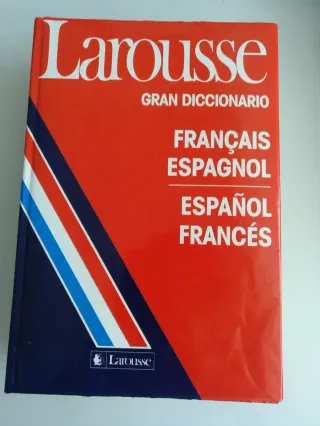 Larousse
GRAN DICCIONARIO
FRANÇAIS
ESPAGNOL
ESPAÑOL
FRANCÉS
Larousse